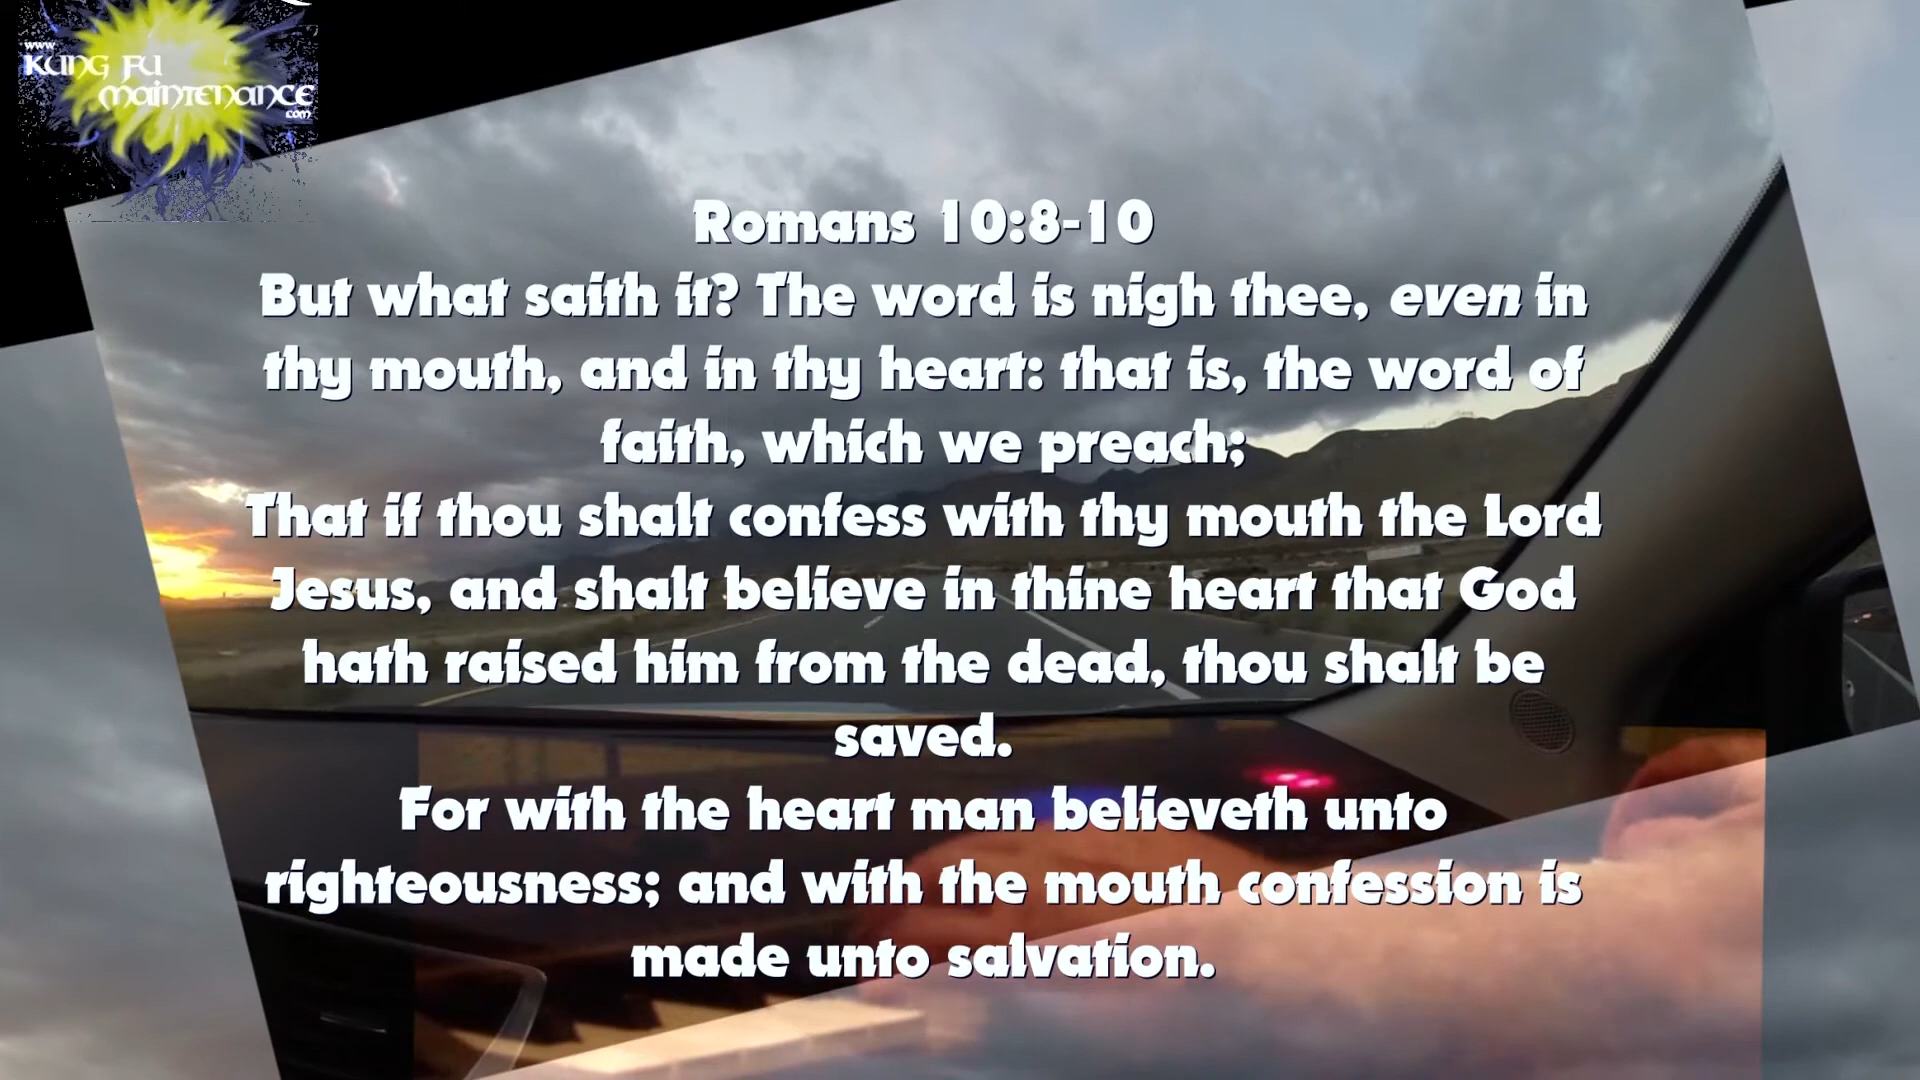 www
Kung Fu
Maintenance
.com
Romans 10:8-10
But what saith it? The word is nigh thee, even in
thy mouth, and in thy heart: that is, the word of
faith, which we preach;
That if thou shalt confess with thy mouth the Lord
Jesus, and shalt believe in thine heart that God
hath raised him from the dead, thou shalt be
saved.
For with the heart man believeth unto
righteousness; and with the mouth confession is
made unto salvation.